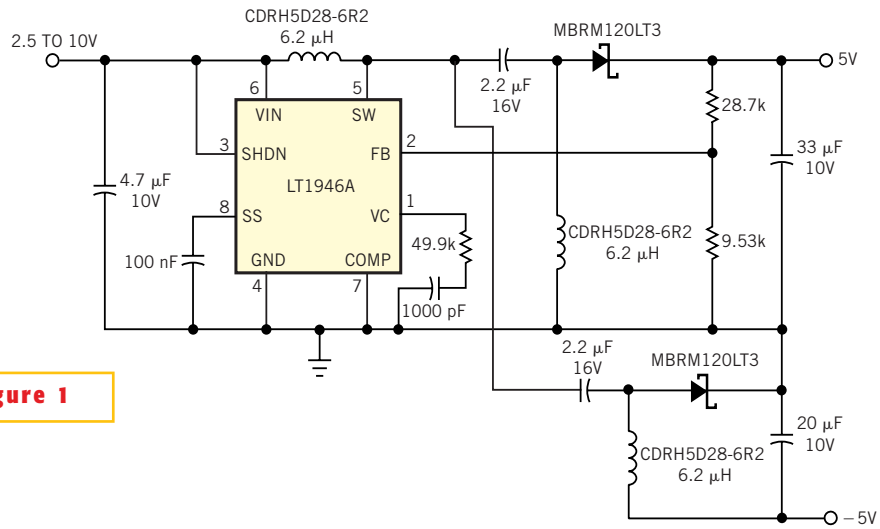 CDRH5D28-6R2
6.2 µH
2.5 TO 10V
MBRM120LT3
5V
2.2 µF
16V
6
5
VIN
SW
28.7k
3
SHDN
FB
2
33 µF
10V
4.7 µF
10V
LT1946A
8
SS
VC
1
CDRH5D28-6R2
6.2 µH
49.9k
9.53k
100 nF
GND
COMP
4
7
1000 pF
2.2 µF
16V
MBRM120LT3
gure 1
20 µF
10V
CDRH5D28-6R2
6.2 µH
–5V